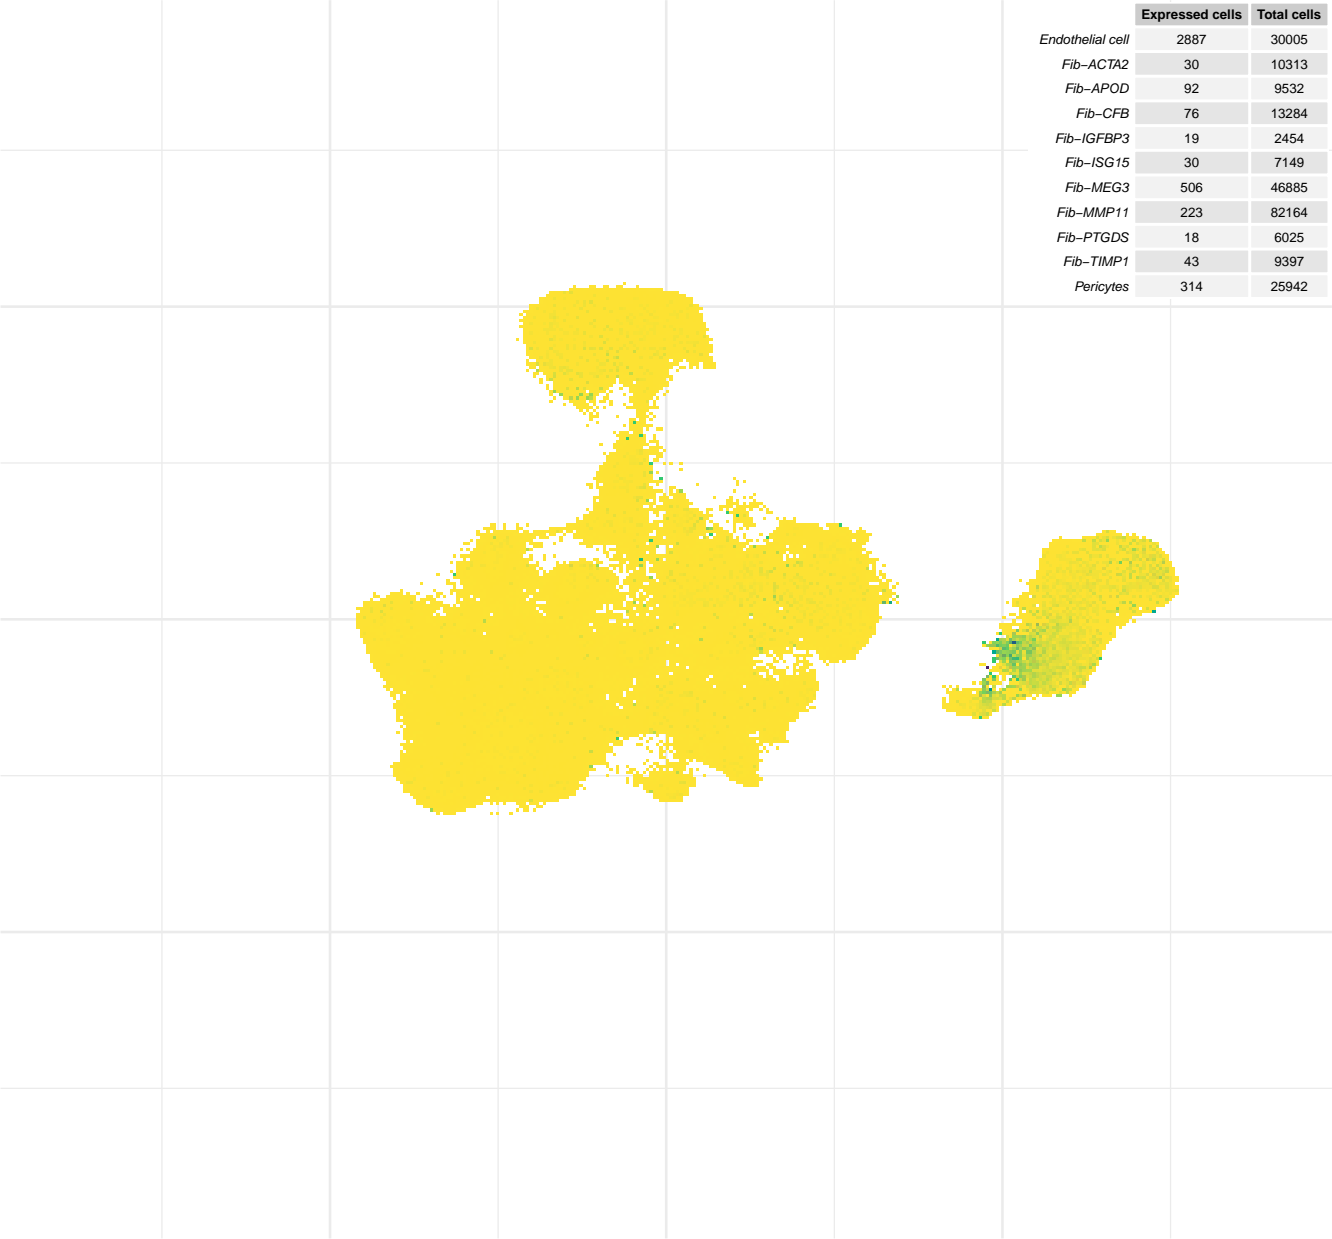 Expressed cells Total cells
Endothelial cell 2887 30005
Fib−ACTA2 30 10313
Fib−APOD 92 9532
Fib−CFB 76 13284
Fib−IGFBP3 19 2454
Fib−ISG15 30 7149
Fib−MEG3 506 46885
Fib−MMP11 223 82164
Fib−PTGDS 18 6025
Fib−TIMP1 43 9397
Pericytes 314 25942